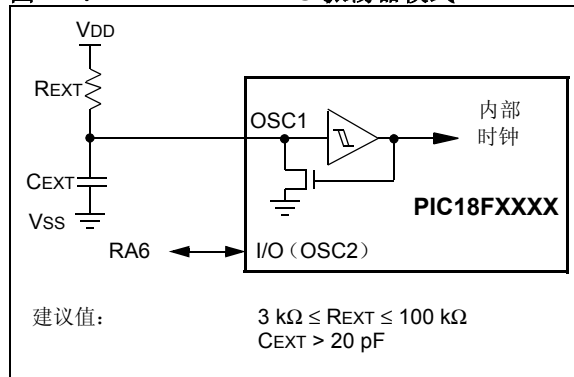 VDD
REXT
OSC1
内部
时钟
CEXT
PIC18FXXXX
VSS
RA6
I/O（OSC2）
建议值：
3 kΩ ≤ REXT ≤ 100 kΩ
CEXT > 20 pF